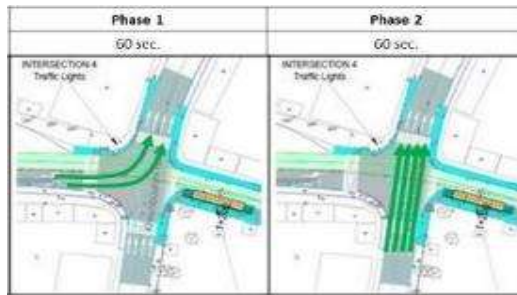 Phase 1
Phase 2
60 sec.
60 sec.
INTERSECTION 4
Traffic Lights
INTERSECTION 4
Traffic Lights